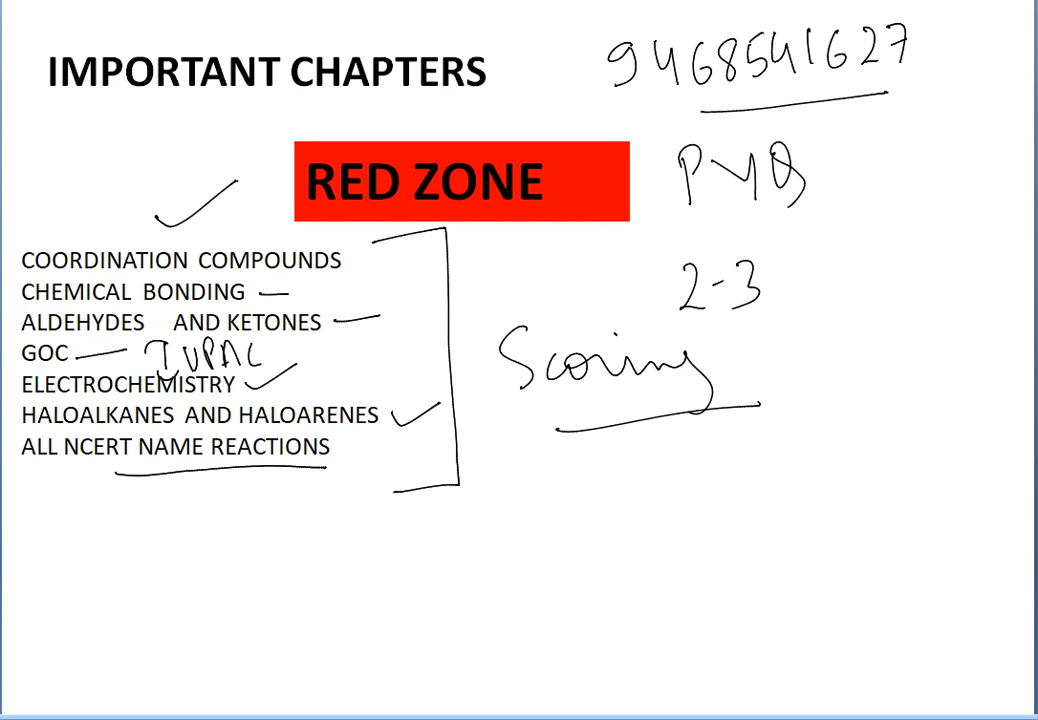 IMPORTANT CHAPTERS
9468541627
RED ZONE
PYQ
COORDINATION COMPOUNDS
CHEMICAL BONDING
2-3
ALDEHYDES AND KETONES
GOC IUPAC
Scoring
ELECTROCHEMISTRY
HALOALKANES AND HALOARENES
ALL NCERT NAME REACTIONS